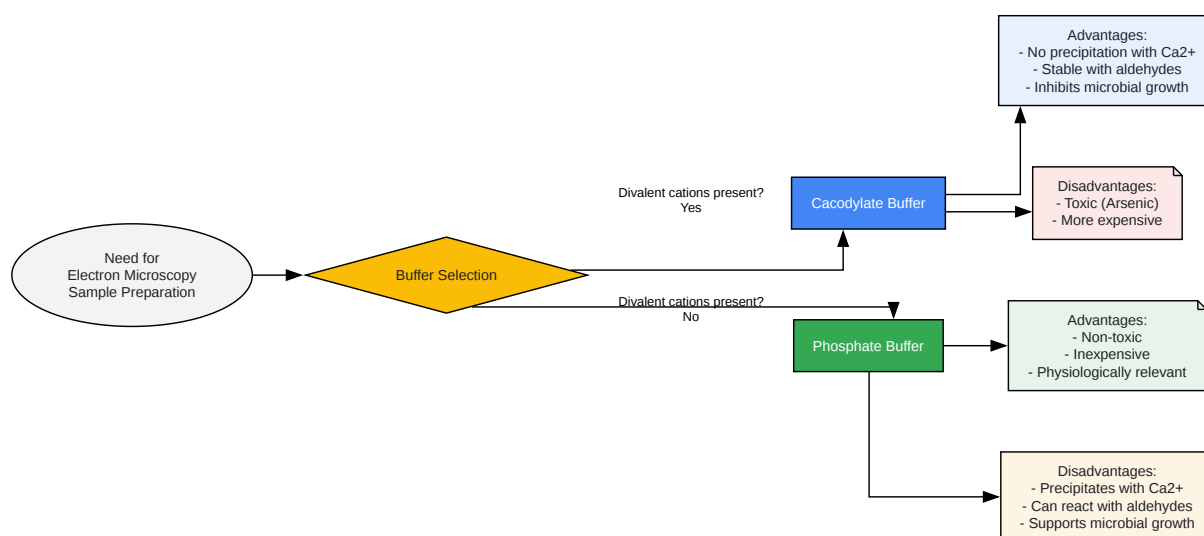 Need for
Electron Microscopy
Sample Preparation
Buffer Selection
Divalent cations present?
Yes
Cacodylate Buffer
Advantages:
- No precipitation with Ca2+
- Stable with aldehydes
- Inhibits microbial growth
Disadvantages:
- Toxic (Arsenic)
- More expensive
Divalent cations present?
No
Phosphate Buffer
Advantages:
- Non-toxic
- Inexpensive
- Physiologically relevant
Disadvantages:
- Precipitates with Ca2+
- Can react with aldehydes
- Supports microbial growth